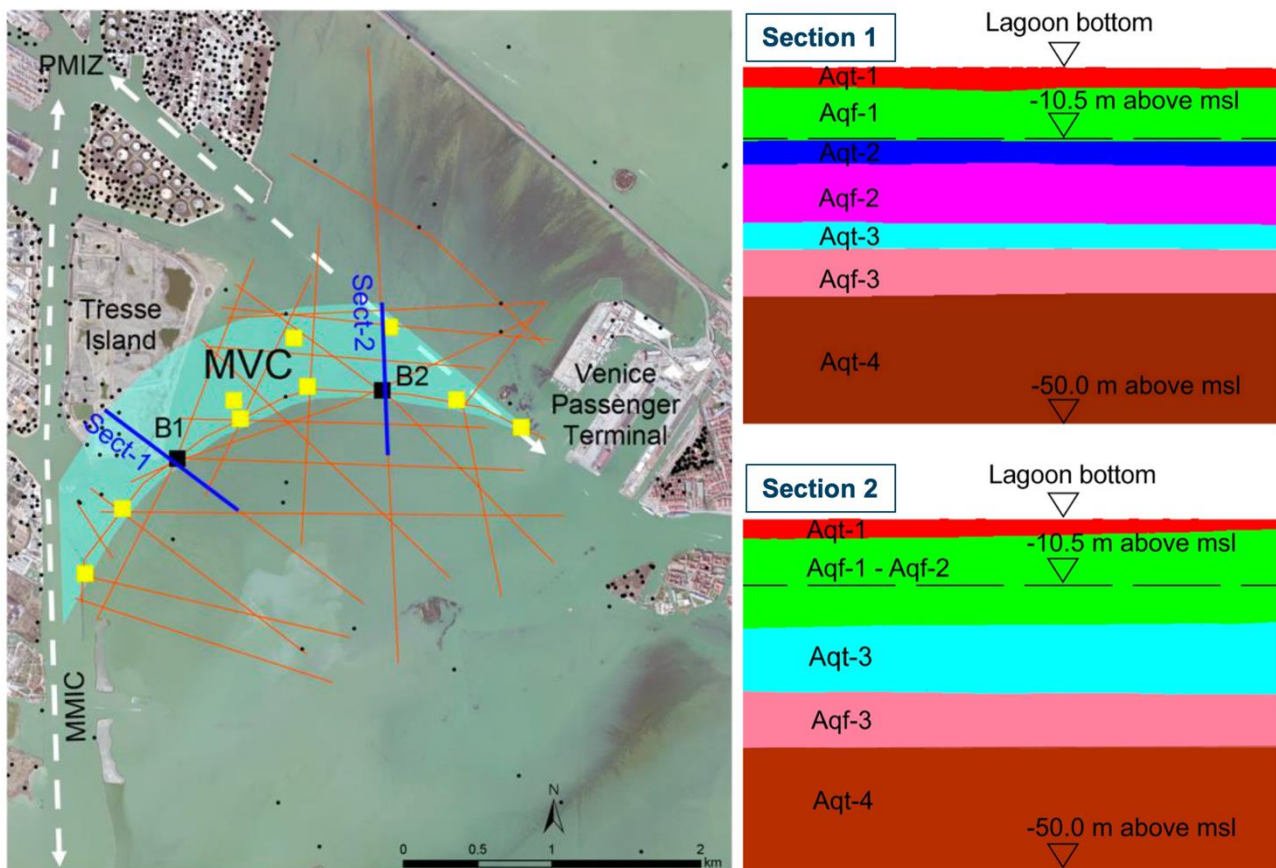 PMIZ
Tresse
Island
MVC
Sect-2
B2
Venice
Passenger
Terminal
B1
Sect-1
MMIC
N
0 0.5 1 2
km
Section 1
Lagoon bottom
Aqt-1
Aqf-1
-10.5 m above msl
Aqt-2
Aqf-2
Aqt-3
Aqf-3
Aqt-4
-50.0 m above msl
Section 2
Lagoon bottom
Aqt-1
-10.5 m above msl
Aqf-1 - Aqf-2
Aqt-3
Aqf-3
Aqt-4
-50.0 m above msl